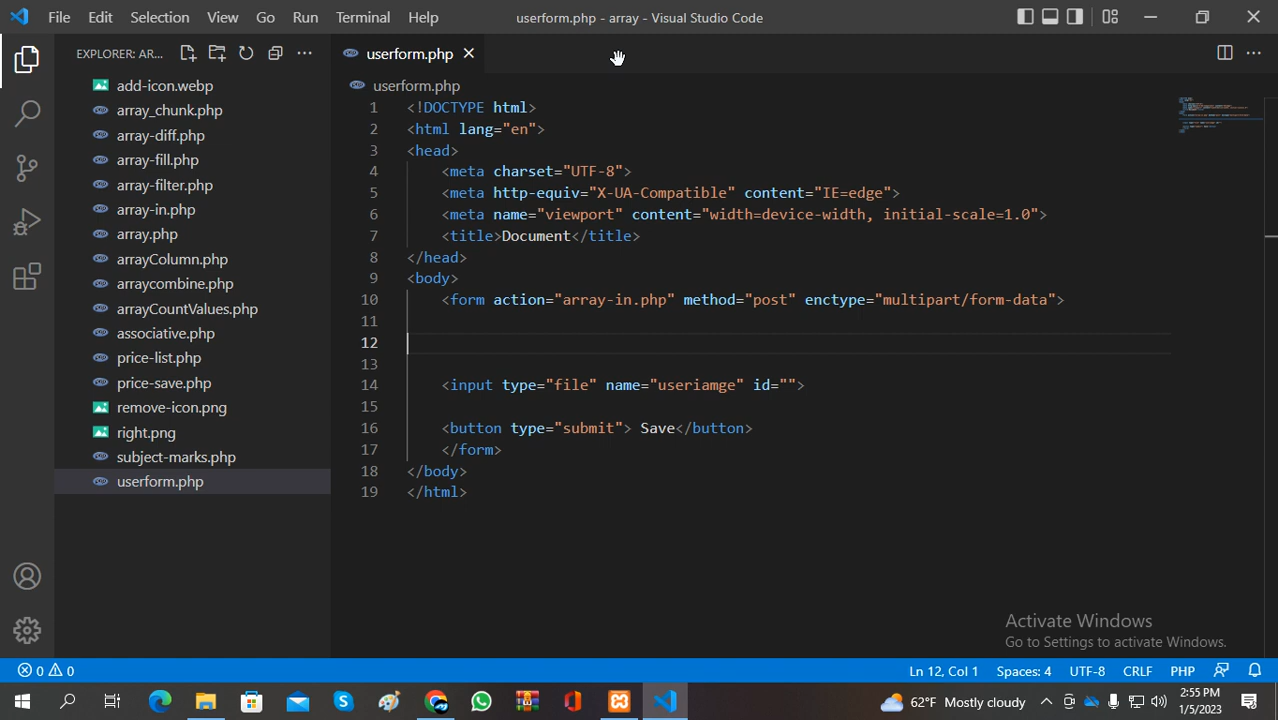 File Edit Selection View Go Run Terminal Help userform.php - array - Visual Studio Code
EXPLORER: AR...
userform.php
add-icon.webp
array_chunk.php
array-diff.php
array-fill.php
array-filter.php
array-in.php
array.php
arrayColumn.php
arraycombine.php
arrayCountValues.php
associative.php
price-list.php
price-save.php
remove-icon.png
right.png
subject-marks.php
userform.php
userform.php
1 <!DOCTYPE html>
2 <html lang="en">
3 <head>
4 <meta charset="UTF-8">
5 <meta http-equiv="X-UA-Compatible" content="IE=edge">
6 <meta name="viewport" content="width=device-width, initial-scale=1.0">
7 <title>Document</title>
8 </head>
9 <body>
10 <form action="array-in.php" method="post" enctype="multipart/form-data">
11
12
13
14 <input type="file" name="useriamge" id="">
15
16 <button type="submit"> Save</button>
17 </form>
18 </body>
19 </html>
Activate Windows
Go to Settings to activate Windows.
0 0 Ln 12, Col 1 Spaces: 4 UTF-8 CRLF PHP
62°F Mostly cloudy 2:55 PM
1/5/2023